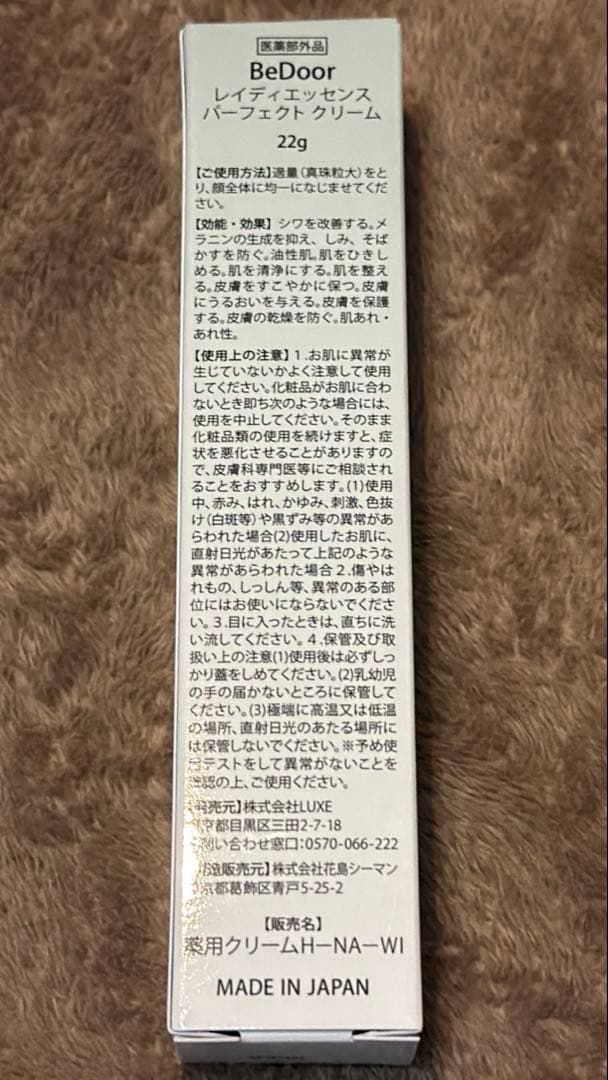 医薬部外品
BeDoor
レイディエッセンス
パーフェクト クリーム
22g
【ご使用方法】適量(真珠粒大)をと
り、顔全体に均一になじませてくだ
さい。
【効能・効果】 シワを改善する。メ
ラニンの生成を抑え、しみ、そば
かすを防ぐ。油性肌。肌をひきし
める。肌を清浄にする。肌を整え
る。皮膚をすこやかに保つ。皮膚
にうるおいを与える。皮膚を保護
する。皮膚の乾燥を防ぐ。肌あれ・
あれ性。
【使用上の注意】1.お肌に異常が
生じていないかよく注意して使用
してください。化粧品がお肌に合わ
ないとき即ち次のような場合には、
使用を中止してください。そのまま
化粧品類の使用を続けますと、症
状を悪化させることがありますの
で、皮膚科専門医等にご相談され
ることをおすすめします。(1)使用
中、赤み、はれ、かゆみ、刺激、色抜
け(白斑等)や黒ずみ等の異常があ
らわれた場合(2)使用したお肌に、
直射日光があたって上記のような
異常があらわれた場合2.傷やは
れもの、しっしん等、異常のある部
位にはお使いにならないでくださ
い。3.目に入ったときは、直ちに洗
い流してください。4.保管及び取
扱い上の注意(1)使用後は必ずしっ
かり蓋をしめてください。(2)乳幼児
の手の届かないところに保管して
ください。(3)極端に高温又は低温
の場所、直射日光のあたる場所に
は保管しないでください。※予め使
テストをして異常がないことを
認の上、ご使用ください。
売元】株式会社LUXE
都目黒区三田2-7-18
問い合わせ窓口:0570-066-222
造販売元】株式会社花島シーマン
京都葛飾区青戸5-25-2
【販売名】
薬用クリームHーNAーWI
MADE IN JAPAN